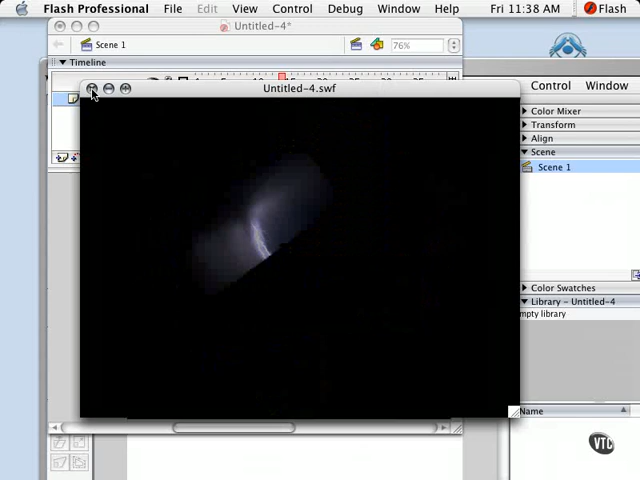 Flash Professional File Edit Control Debug Window Help Fri 11:38 AM Flash
Untitled-4*
Scene 1 76%
Timeline
Untitled-4.swf
Control Window
Color Mixer
Transform
Align
Scene
Scene 1
Color Swatches
Library - Untitled-4
mpty library
Name
VTC